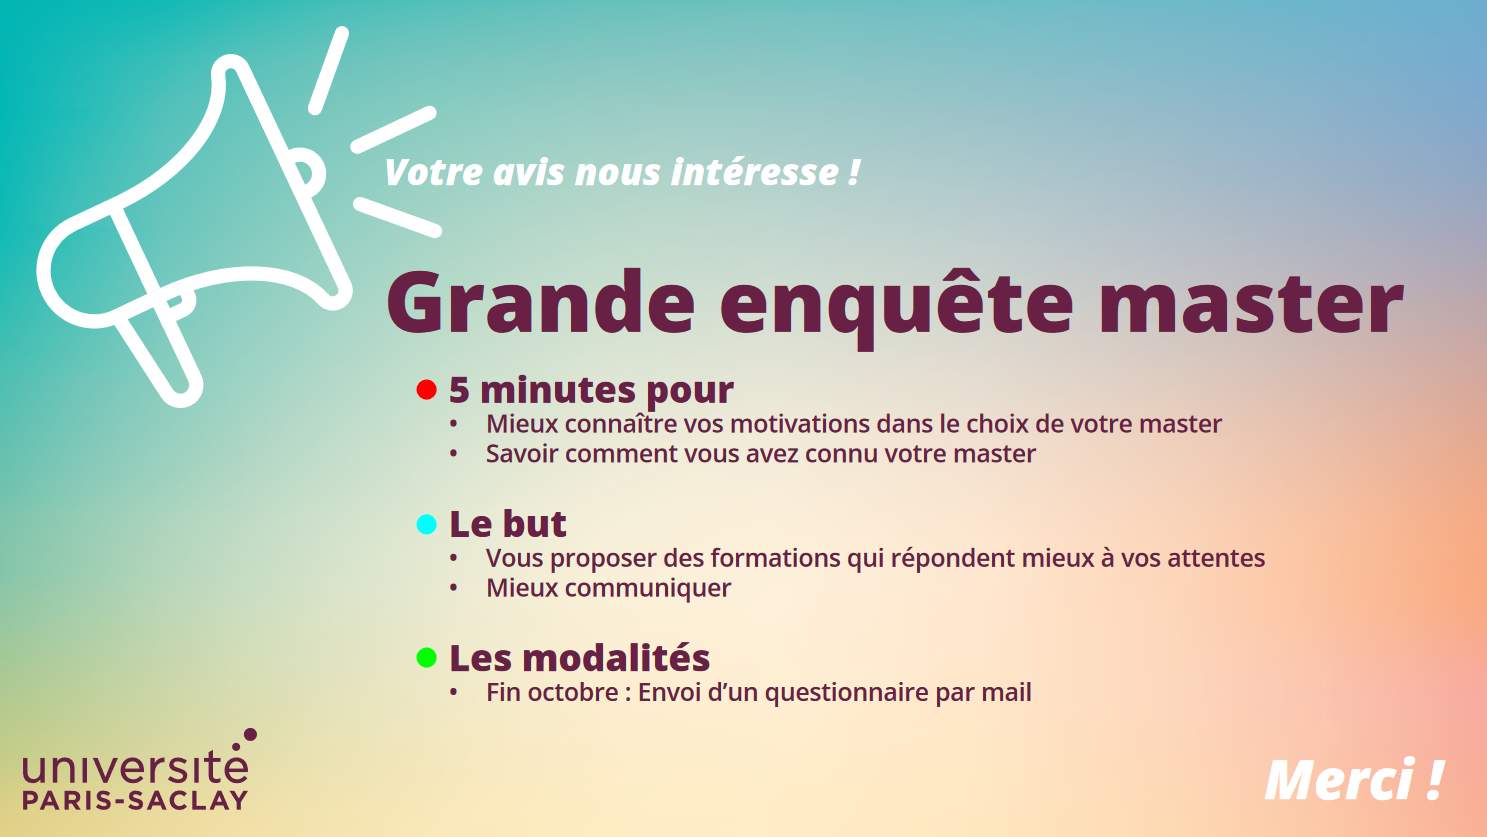 Votre avis nous intéresse !
Grande enquête master
5 minutes pour
• Mieux connaître vos motivations dans le choix de votre master
• Savoir comment vous avez connu votre master
Le but
• Vous proposer des formations qui répondent mieux à vos attentes
• Mieux communiquer
Les modalités
• Fin octobre : Envoi d’un questionnaire par mail
université
PARIS-SACLAY
Merci !